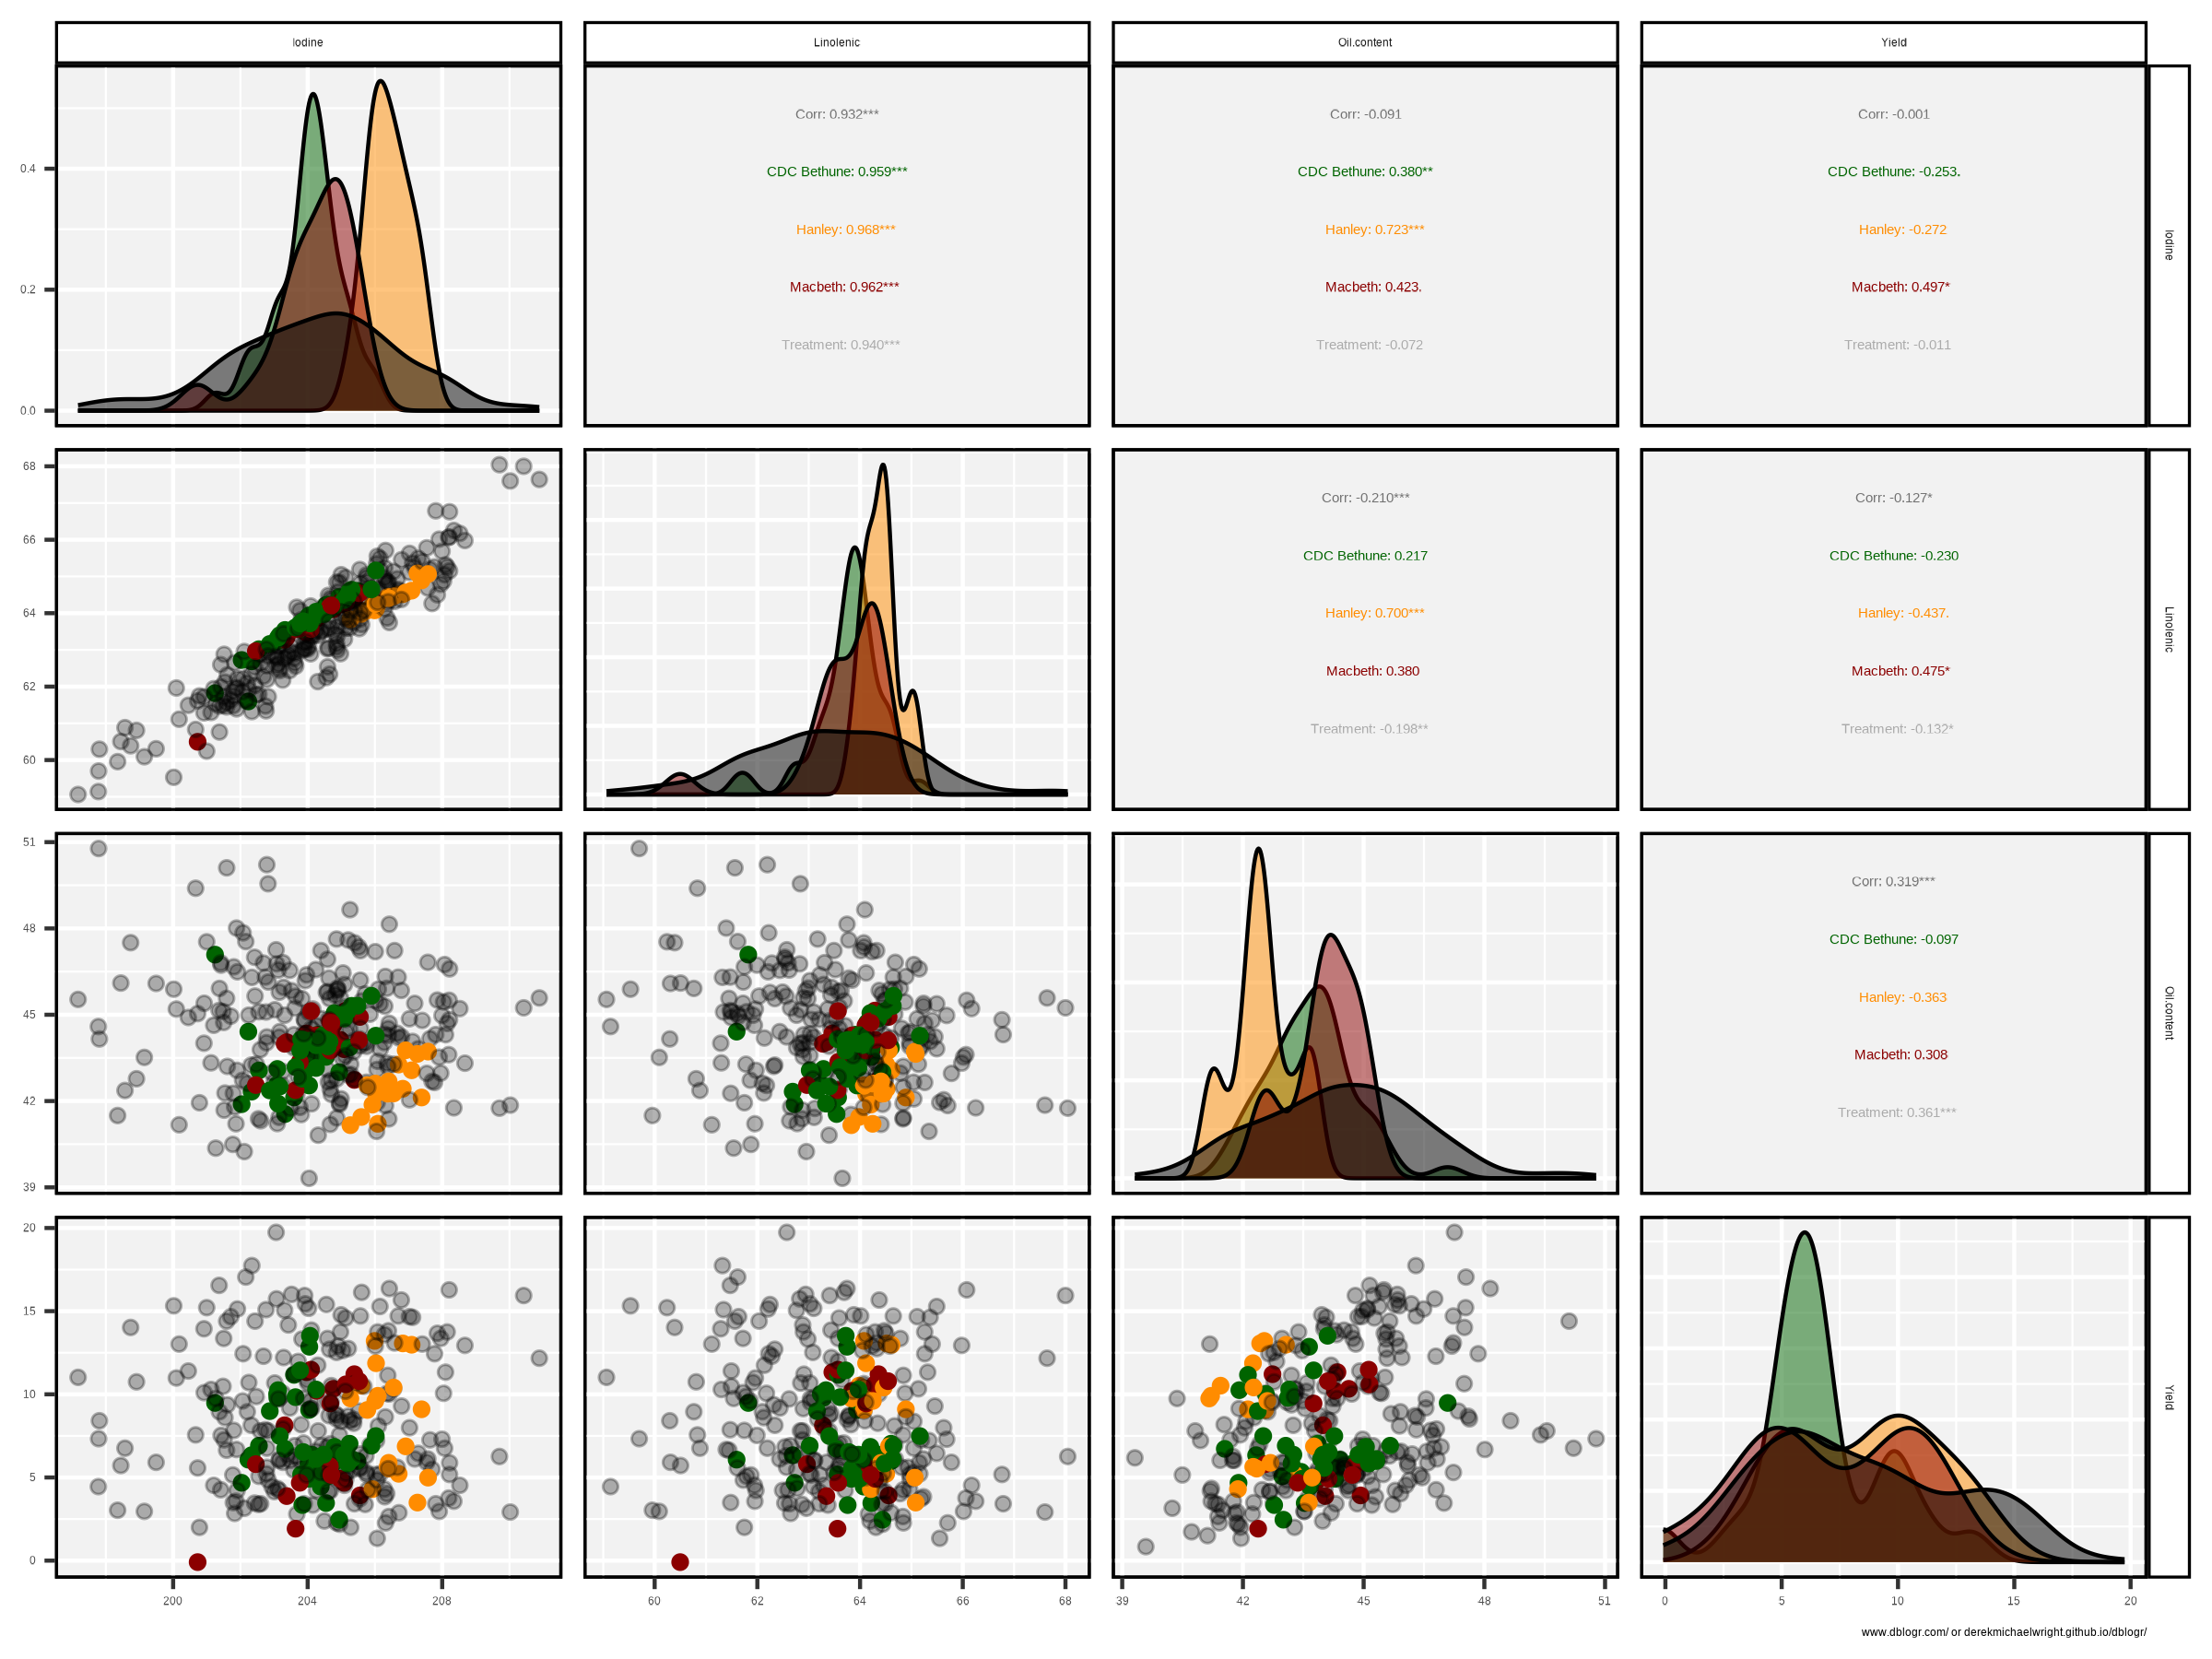 Iodine
Linolenic
Oil.content
Yield
Corr: 0.932***
Corr: -0.091
Corr: -0.001
CDC Bethune: 0.959***
CDC Bethune: 0.380**
CDC Bethune: -0.253.
Hanley: 0.968***
Hanley: 0.723***
Hanley: -0.272
Macbeth: 0.962***
Macbeth: 0.423.
Macbeth: 0.497*
Treatment: 0.940***
Treatment: -0.072
Treatment: -0.011
0.4
0.2
0.0
Iodine
Corr: -0.210***
Corr: -0.127*
CDC Bethune: 0.217
CDC Bethune: -0.230
Hanley: 0.700***
Hanley: -0.437.
Macbeth: 0.380
Macbeth: 0.475*
Treatment: -0.198**
Treatment: -0.132*
68
66
64
62
60
Linolenic
Corr: 0.319***
CDC Bethune: -0.097
Hanley: -0.363
Macbeth: 0.308
Treatment: 0.361***
51
48
45
42
39
Oil.content
20
15
10
5
0
Yield
200
204
208
60
62
64
66
68
39
42
45
48
51
0
5
10
15
20
www.dblogr.com/ or derekmichaelwright.github.io/dblogr/